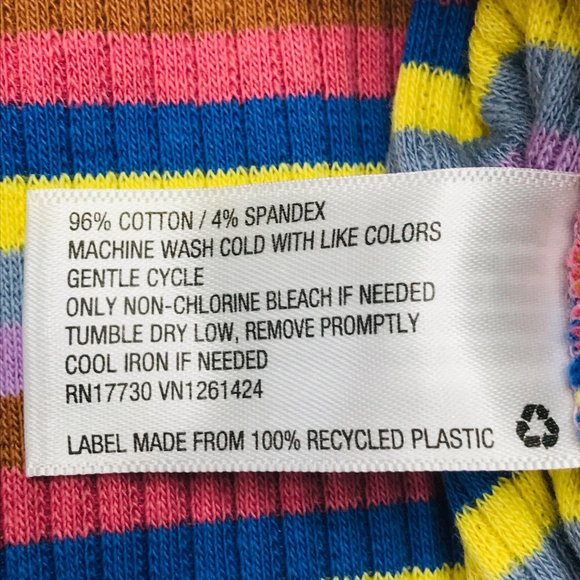 96% COTTON / 4% SPANDEX
MACHINE WASH COLD WITH LIKE COLORS
GENTLE CYCLE
ONLY NON-CHLORINE BLEACH IF NEEDED
TUMBLE DRY LOW, REMOVE PROMPTLY
COOL IRON IF NEEDED
RN17730 VN1261424
LABEL MADE FROM 100% RECYCLED PLASTIC